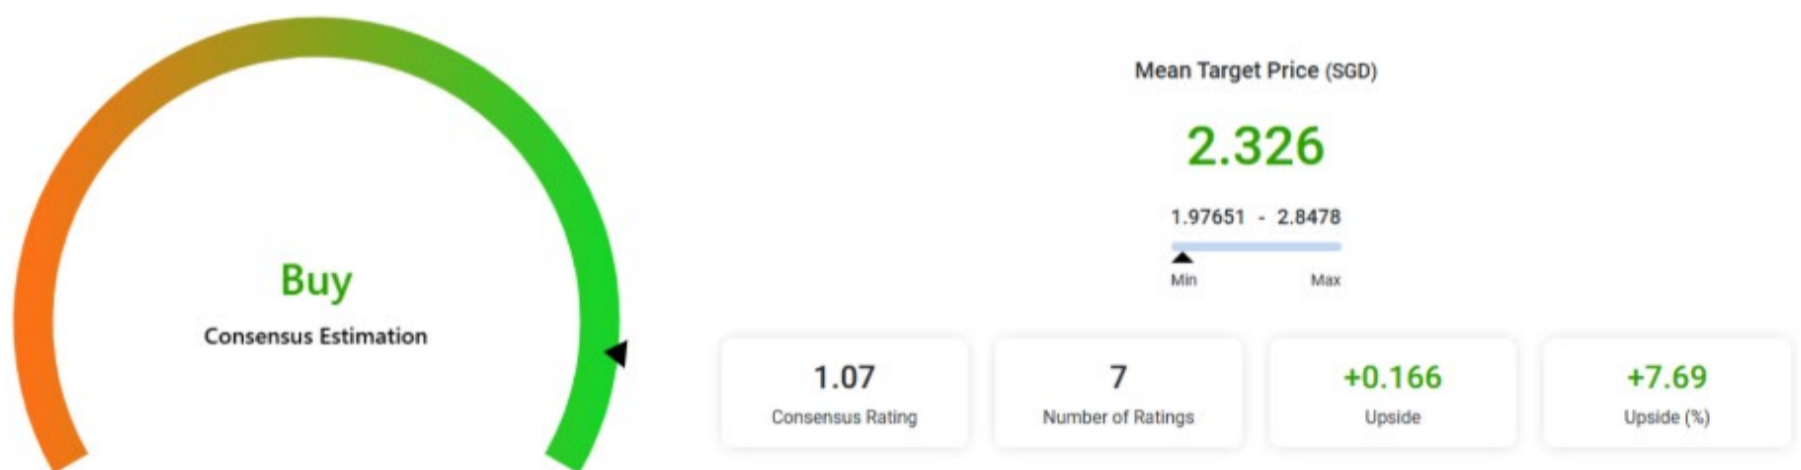 Buy
Consensus Estimation
Mean Target Price (SGD)
2.326
1.97651 - 2.8478
Min Max
1.07
Consensus Rating
7
Number of Ratings
+0.166
Upside
+7.69
Upside (%)